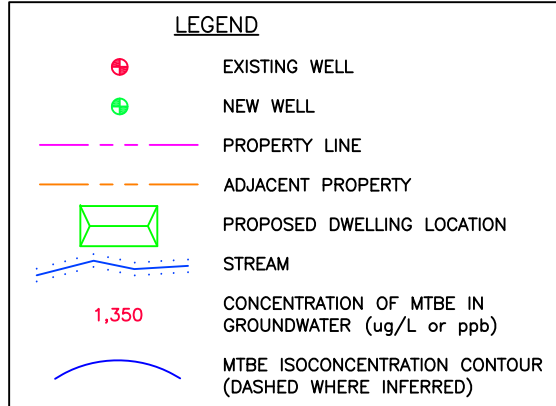 LEGEND
EXISTING WELL
NEW WELL
PROPERTY LINE
ADJACENT PROPERTY
PROPOSED DWELLING LOCATION
STREAM
1,350
CONCENTRATION OF MTBE IN
GROUNDWATER (ug/L or ppb)
MTBE ISOCONCENTRATION CONTOUR
(DASHED WHERE INFERRED)